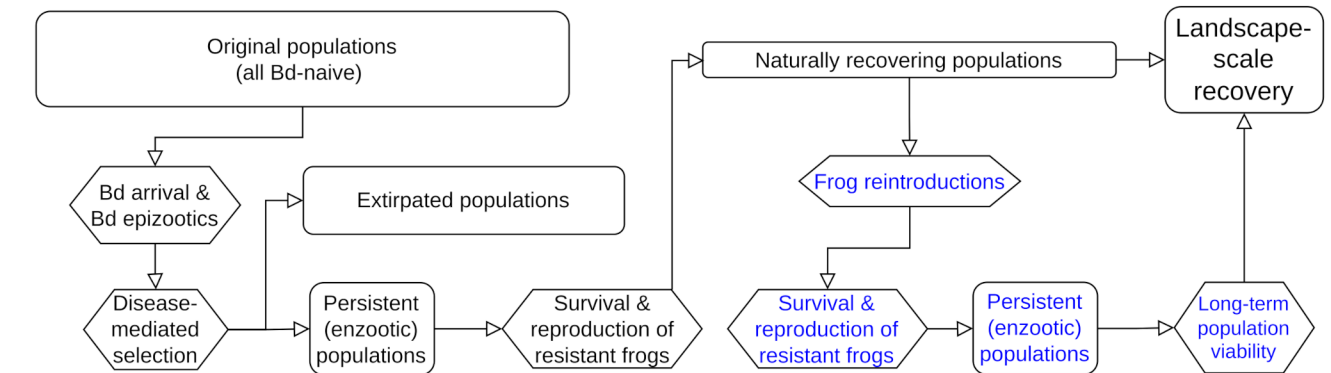 Original populations
(all Bd-naive)
Bd arrival &
Bd epizootics
Extirpated populations
Disease-
mediated
selection
Persistent
(enzootic)
populations
Survival &
reproduction of
resistant frogs
Naturally recovering populations
Landscape-
scale
recovery
Frog reintroductions
Survival &
reproduction of
resistant frogs
Persistent
(enzootic)
populations
Long-term
population
viability